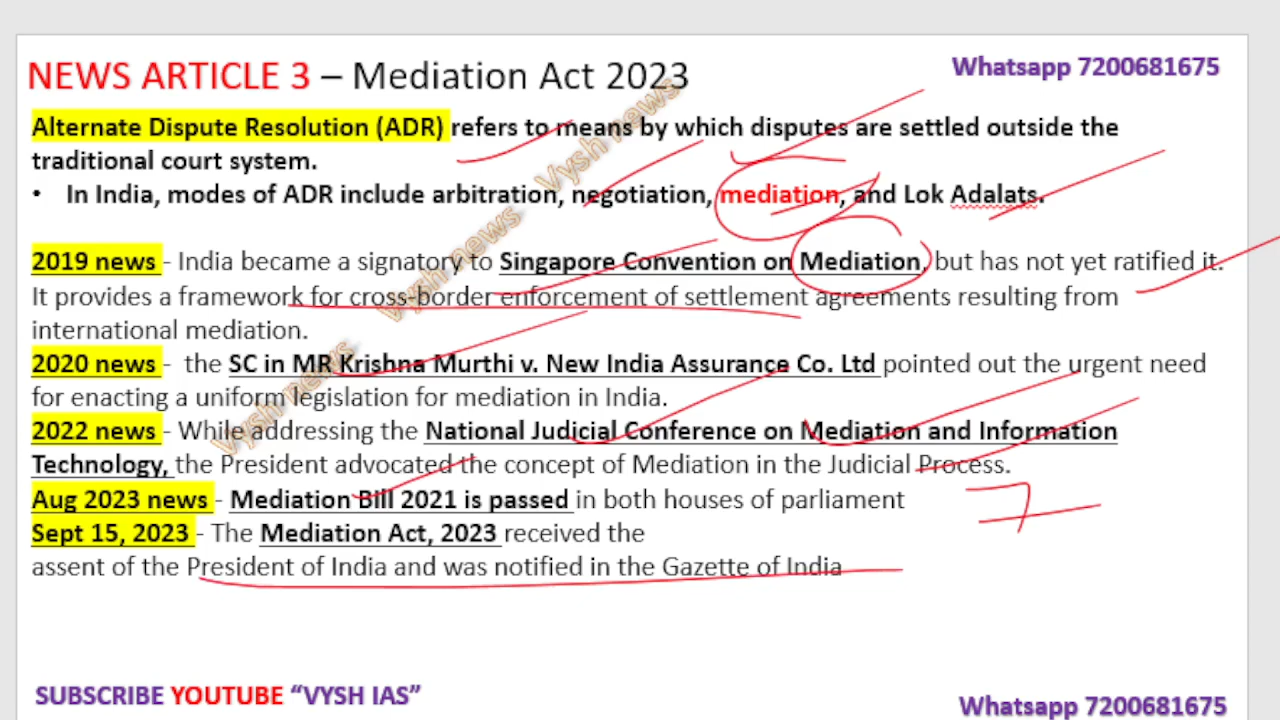 NEWS ARTICLE 3 – Mediation Act 2023
Whatsapp 7200681675
Alternate Dispute Resolution (ADR) refers to means by which disputes are settled outside the
traditional court system.
• In India, modes of ADR include arbitration, negotiation, mediation, and Lok Adalats.
2019 news - India became a signatory to Singapore Convention on Mediation, but has not yet ratified it.
It provides a framework for cross-border enforcement of settlement agreements resulting from
international mediation.
2020 news - the SC in MR Krishna Murthi v. New India Assurance Co. Ltd pointed out the urgent need
for enacting a uniform legislation for mediation in India.
2022 news - While addressing the National Judicial Conference on Mediation and Information
Technology, the President advocated the concept of Mediation in the Judicial Process.
Aug 2023 news - Mediation Bill 2021 is passed in both houses of parliament
Sept 15, 2023 - The Mediation Act, 2023 received the
assent of the President of India and was notified in the Gazette of India
Vysh news
Vysh news
Vysh news
SUBSCRIBE YOUTUBE “VYSH IAS”
Whatsapp 7200681675